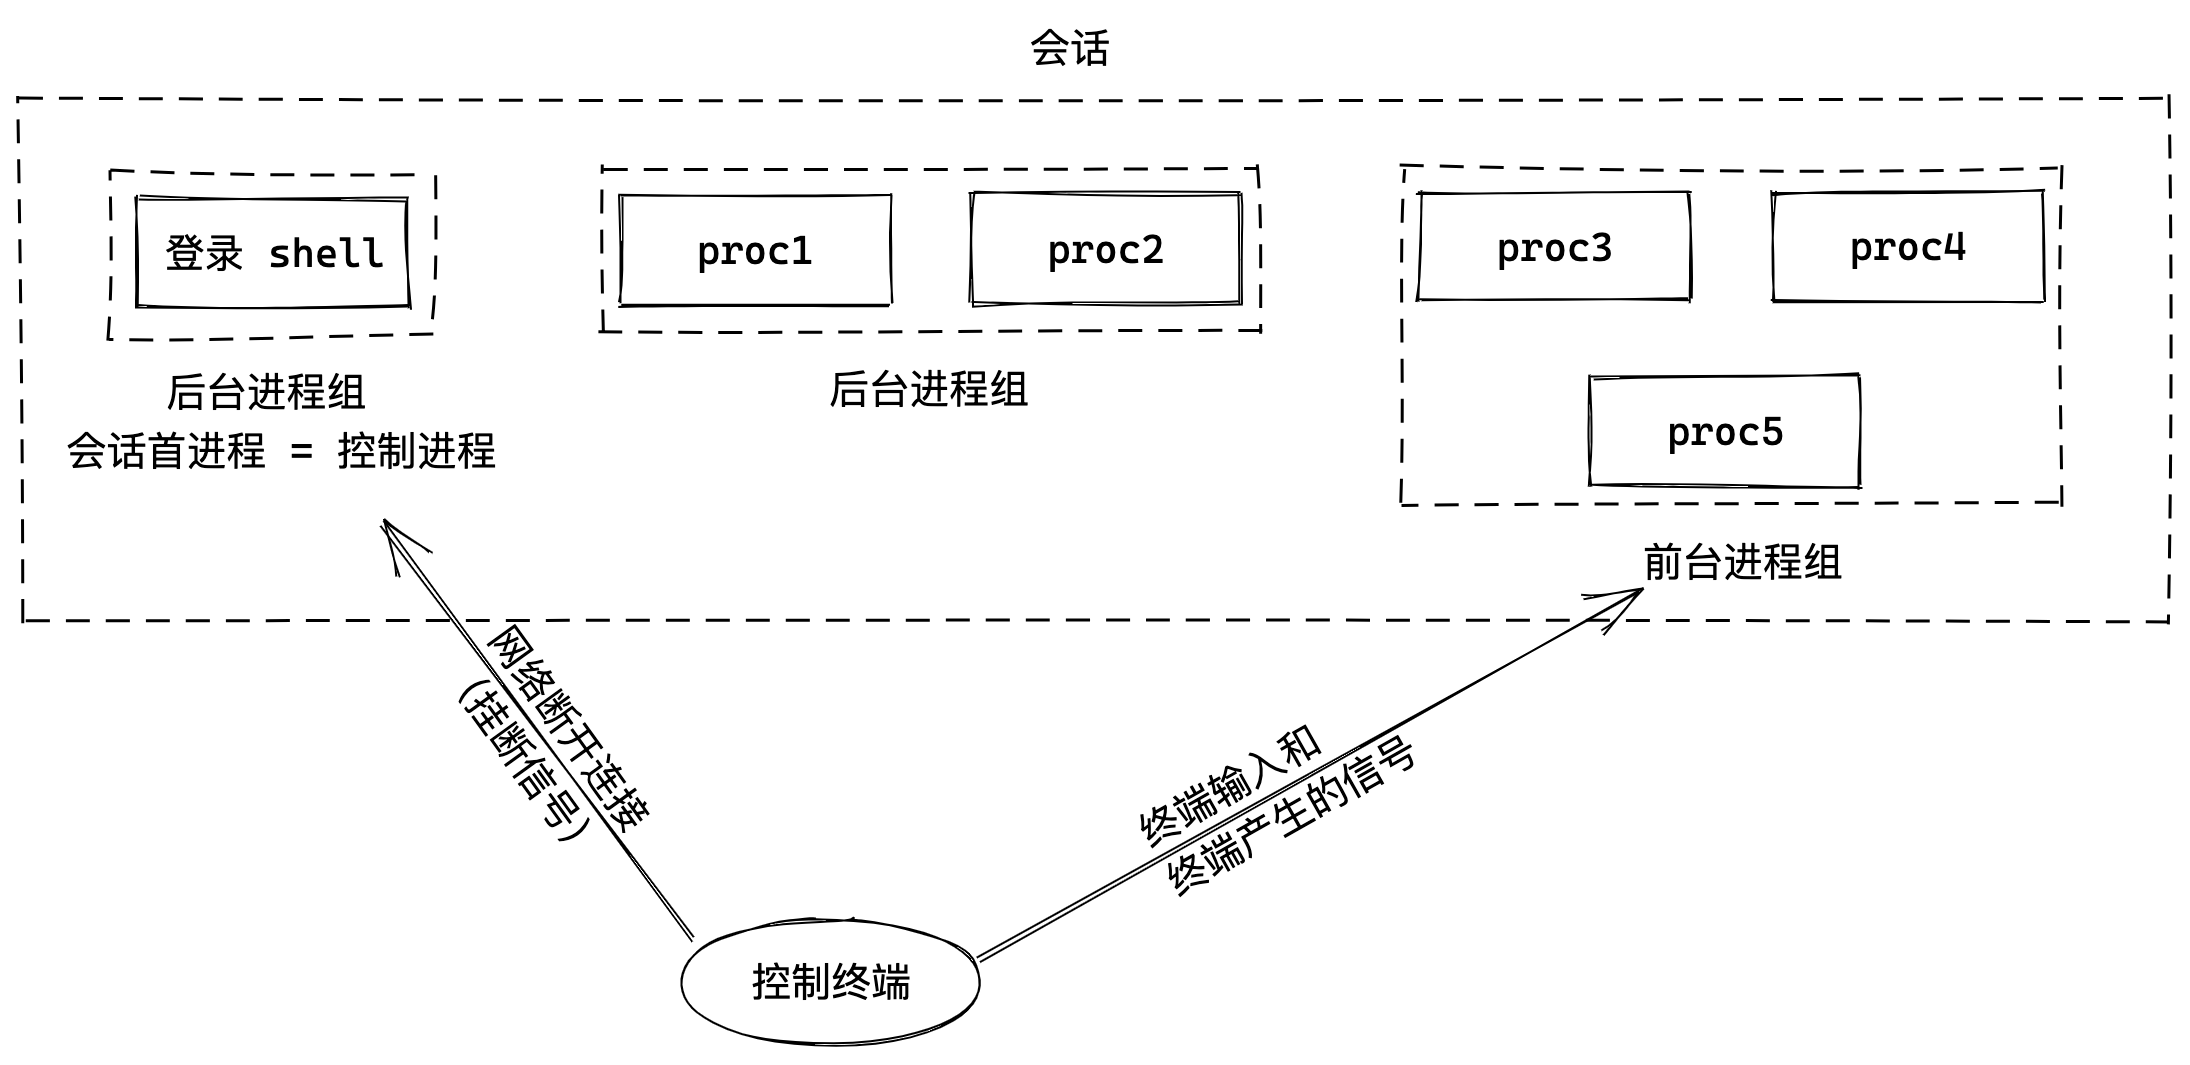 会话
登录 shell
proc1
proc2
proc3
proc4
proc5
后台进程组
会话首进程 = 控制进程
后台进程组
前台进程组
网络断开连接
(挂断信号)
终端输入和
终端产生的信号
控制终端